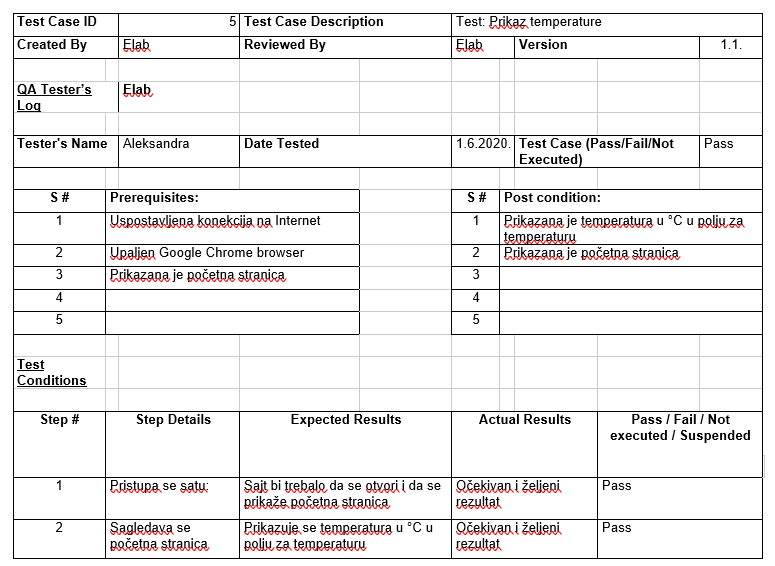 Test Case ID 5 Test Case Description Test: Prikaz temperature
Created By Elab Reviewed By Elab Version 1.1.
QA Tester's Log Elab
Tester's Name Aleksandra Date Tested 1.6.2020. Test Case (Pass/Fail/Not Executed) Pass
S # Prerequisites: S # Post condition:
1 Uspostavljena konekcija na Internet 1 Prikazana je temperatura u °C u polju za temperaturu
2 Upaljen Google Chrome browser 2 Prikazana je početna stranica
3 Prikazana je početna stranica 3
4 4
5 5
Test Conditions
Step # Step Details Expected Results Actual Results Pass / Fail / Not executed / Suspended
1 Pristupa se satu: Sajt bi trebalo da se otvori i da se prikaže početna stranica Očekivan i željeni rezultat Pass
2 Sagledava se početna stranica Prikazuje se temperatura u °C u polju za temperaturu Očekivan i željeni rezultat Pass